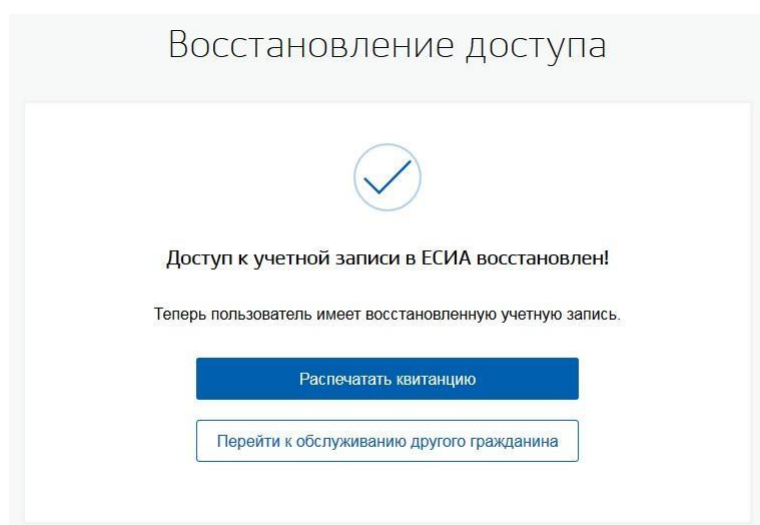 Восстановление доступа
Доступ к учетной записи в ЕСИА восстановлен!
Теперь пользователь имеет восстановленную учетную запись.
Распечатать квитанцию
Перейти к обслуживанию другого гражданина